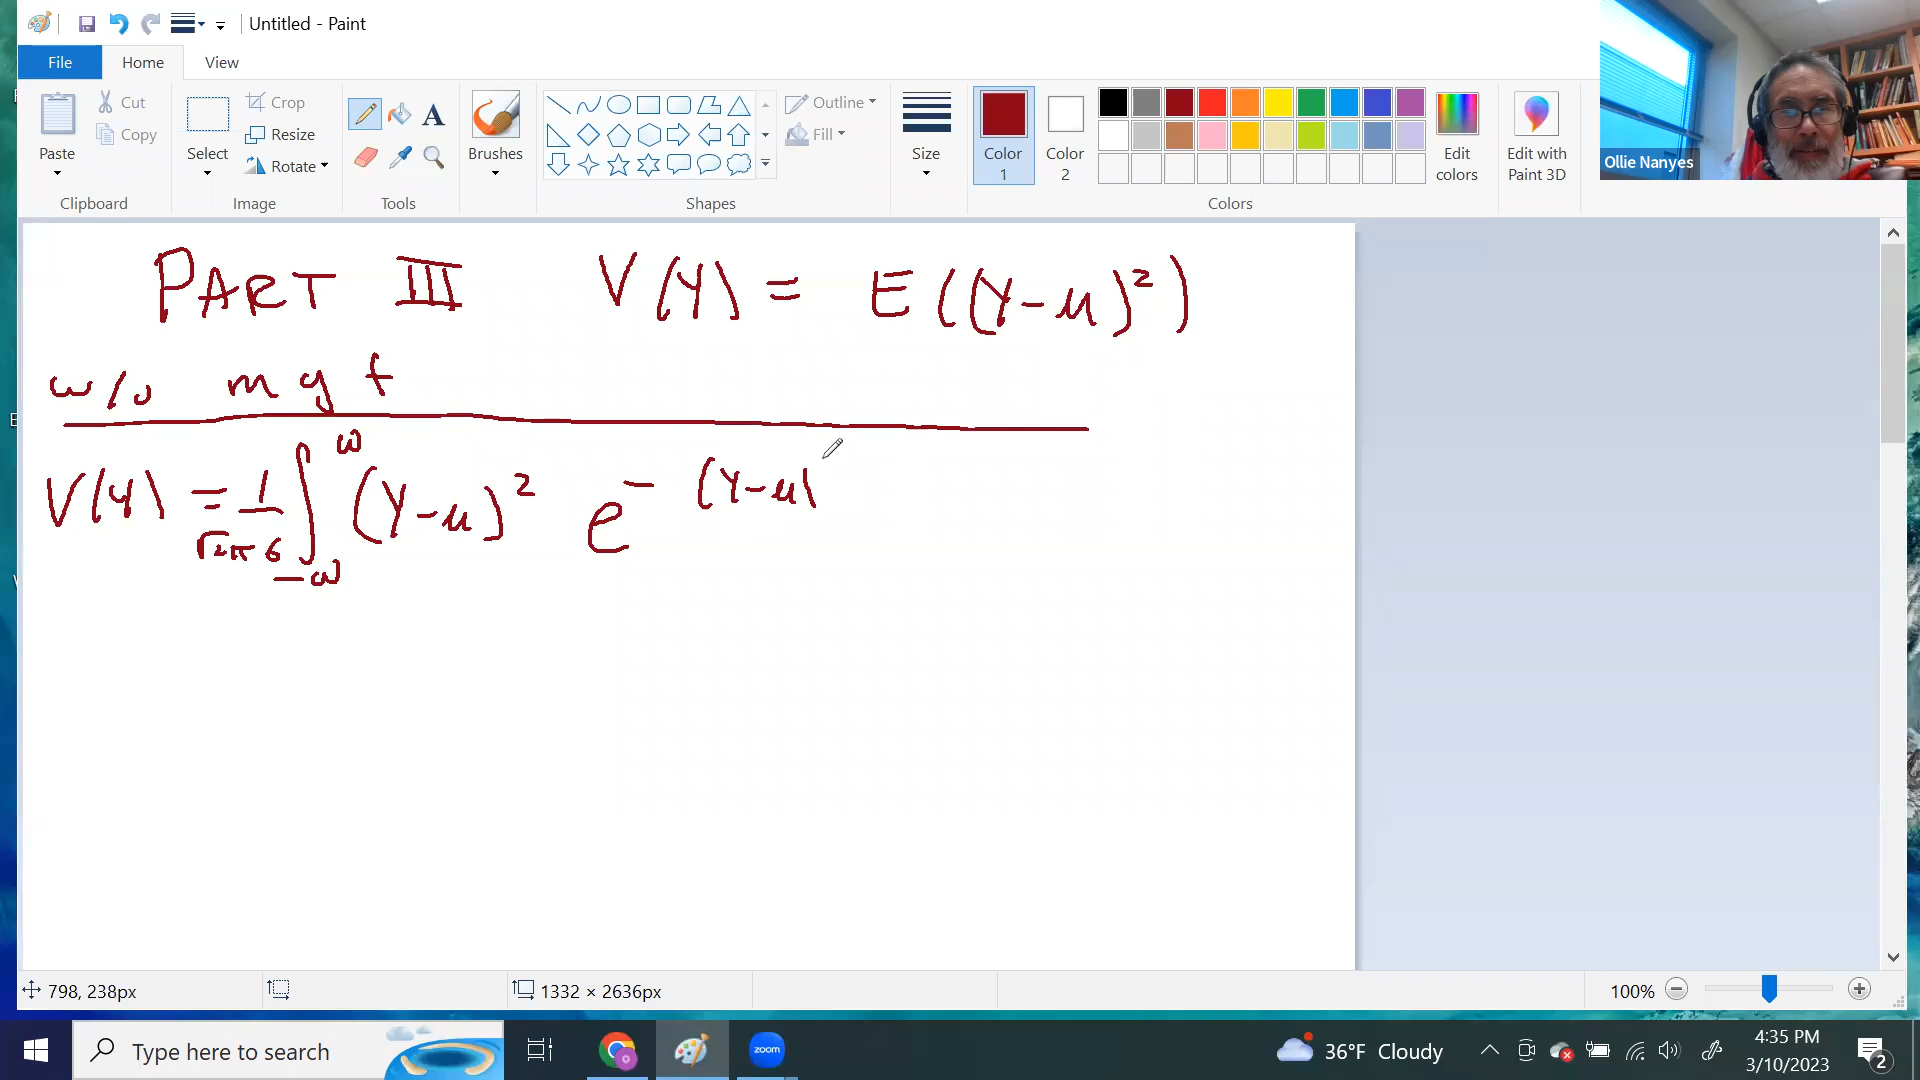 Untitled - Paint
File Home View
Cut
Copy
Paste
Clipboard
Select
Crop
Resize
Rotate
Image
A
Tools
Brushes
Outline
Fill
Shapes
Size
Color 1
Color 2
Edit colors
Edit with Paint 3D
Colors
Ollie Nanyes
PART III V(Y) = E((Y-μ)²)
w/o mgf
V(Y) = 1/√2π σ ∫ -∞ ∞ (Y-μ)² e^- (Y-μ)
798, 238px
1332 × 2636px
100%
Type here to search
zoom
36°F Cloudy
4:35 PM
3/10/2023
2